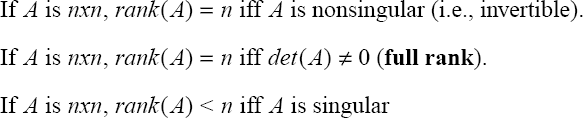 If A is nxn, rank(A) = n iff A is nonsingular (i.e., invertible).
If A is nxn, rank(A) = n iff det(A) ≠ 0 (full rank).
If A is nxn, rank(A) < n iff A is singular